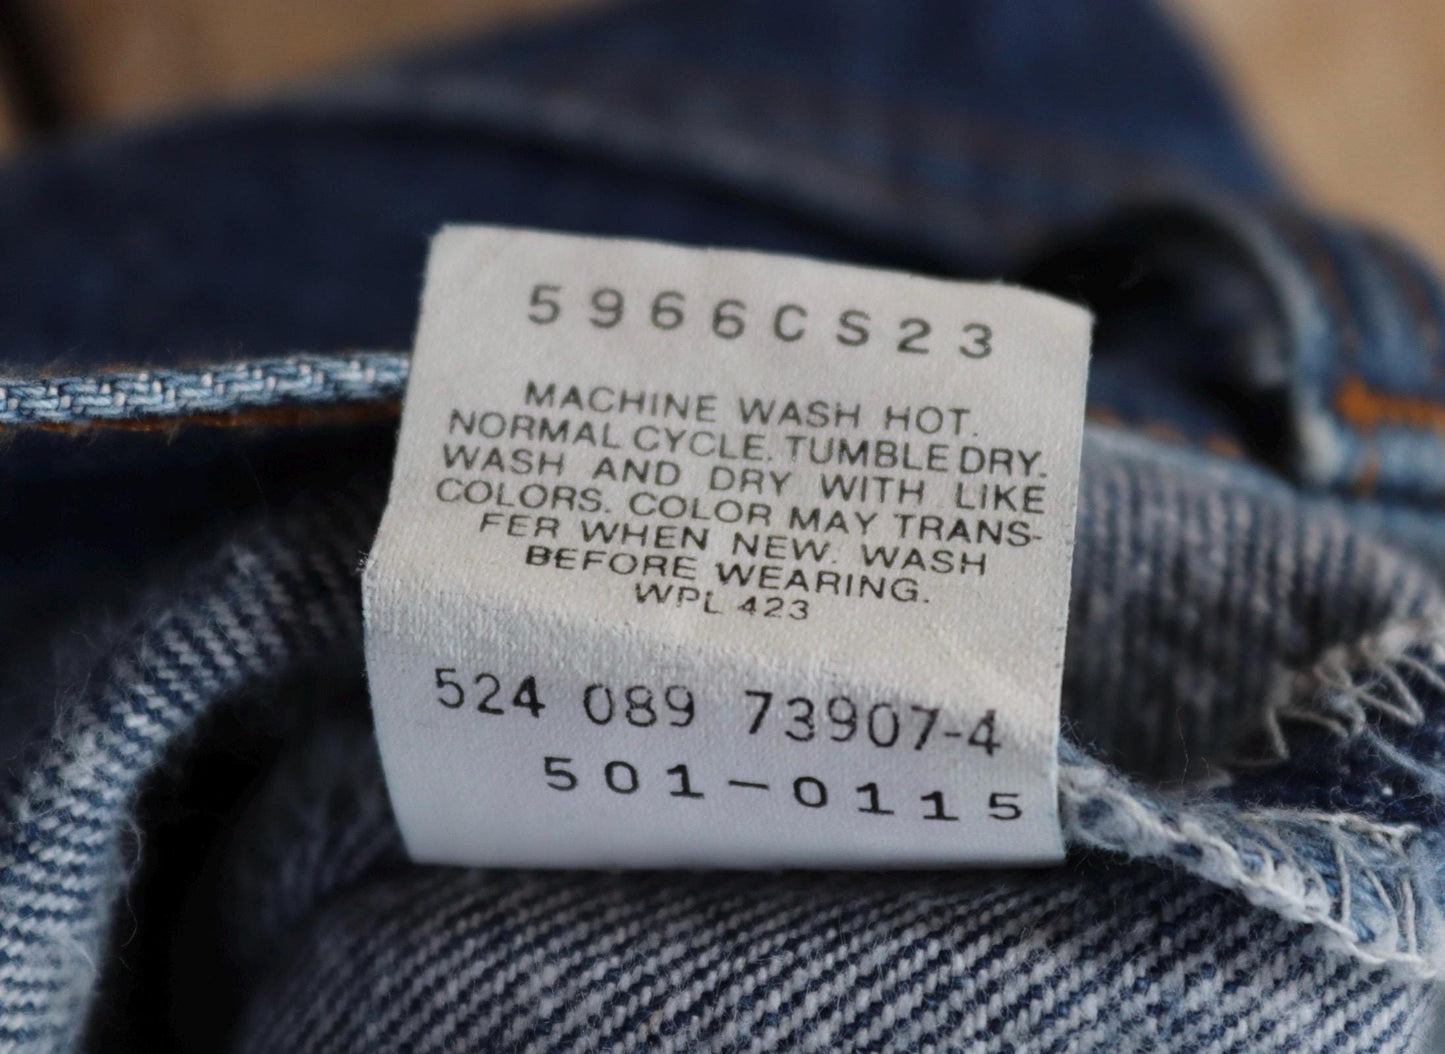 5966CS23
MACHINE WASH HOT.
NORMAL CYCLE. TUMBLE DRY.
WASH AND DRY WITH LIKE
COLORS. COLOR MAY TRANS-
FER WHEN NEW. WASH
BEFORE WEARING.
WPL 423
524 089 73907-4
501-0115